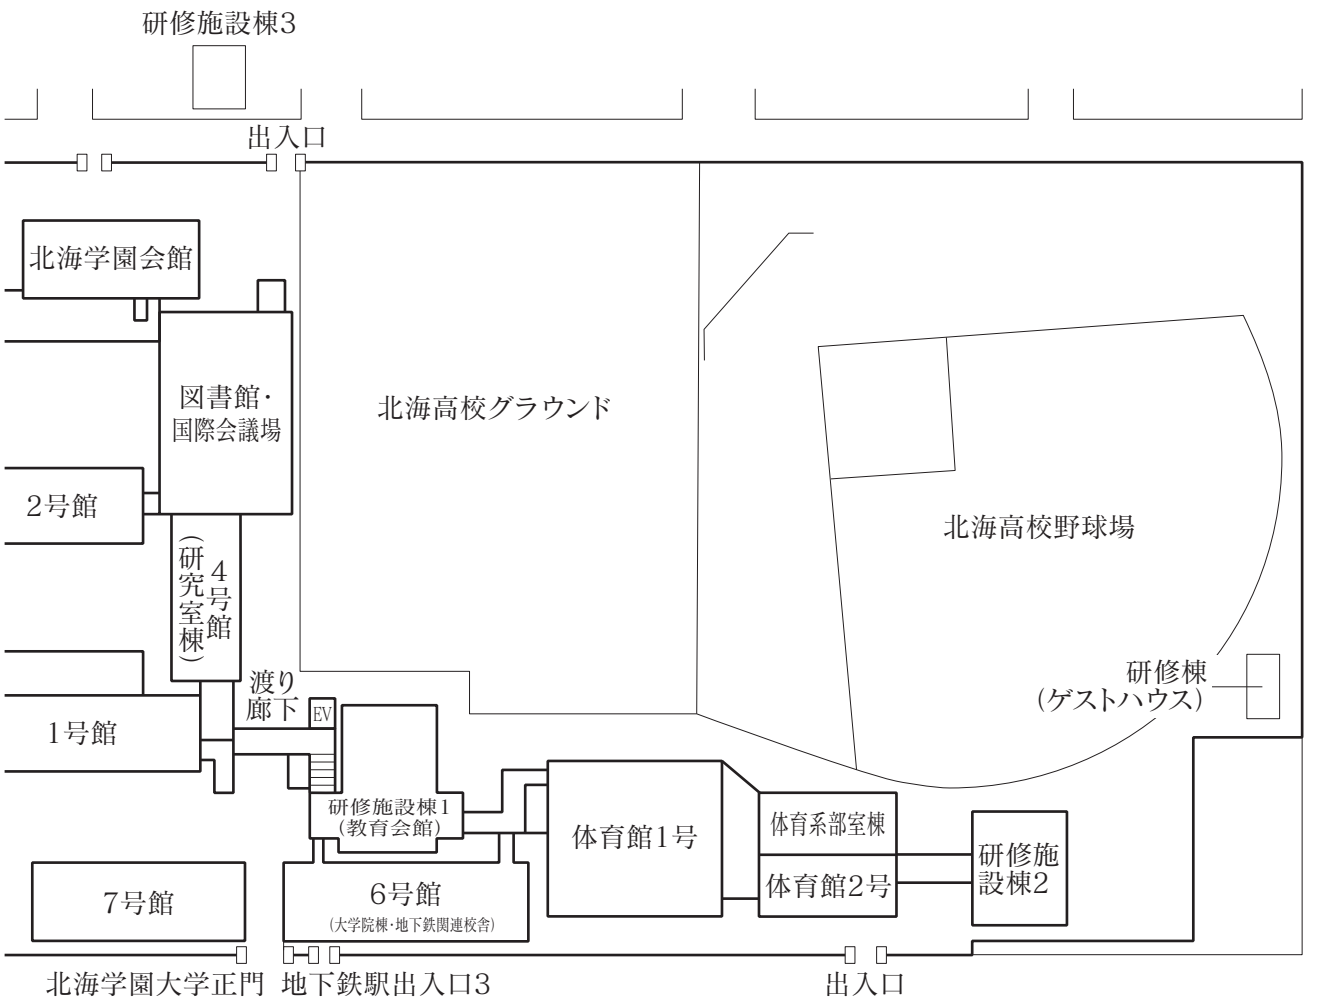 研修施設棟3
出入口
北海学園会館
図書館・
国際会議場
北海高校グラウンド
2号館
北海高校野球場
4号館
(研究室棟)
研修棟
(ゲストハウス)
渡り
廊下
EV
1号館
研修施設棟1
(教育会館)
体育館1号
体育系部室棟
体育館2号
研修施
設棟2
7号館
6号館
(大学院棟・地下鉄関連校舎)
北海学園大学正門
地下鉄駅出入口3
出入口